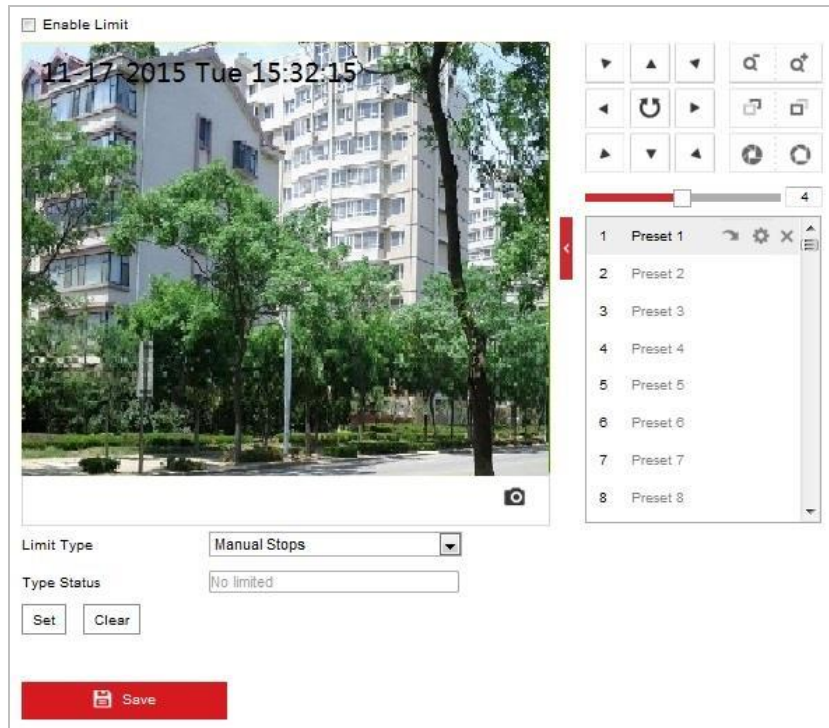 Enable Limit
11-17-2015 Tue 15:32:15
4
1 Preset 1
2 Preset 2
3 Preset 3
4 Preset 4
5 Preset 5
6 Preset 6
7 Preset 7
8 Preset 8
Limit Type Manual Stops
Type Status No limited
Set Clear
Save